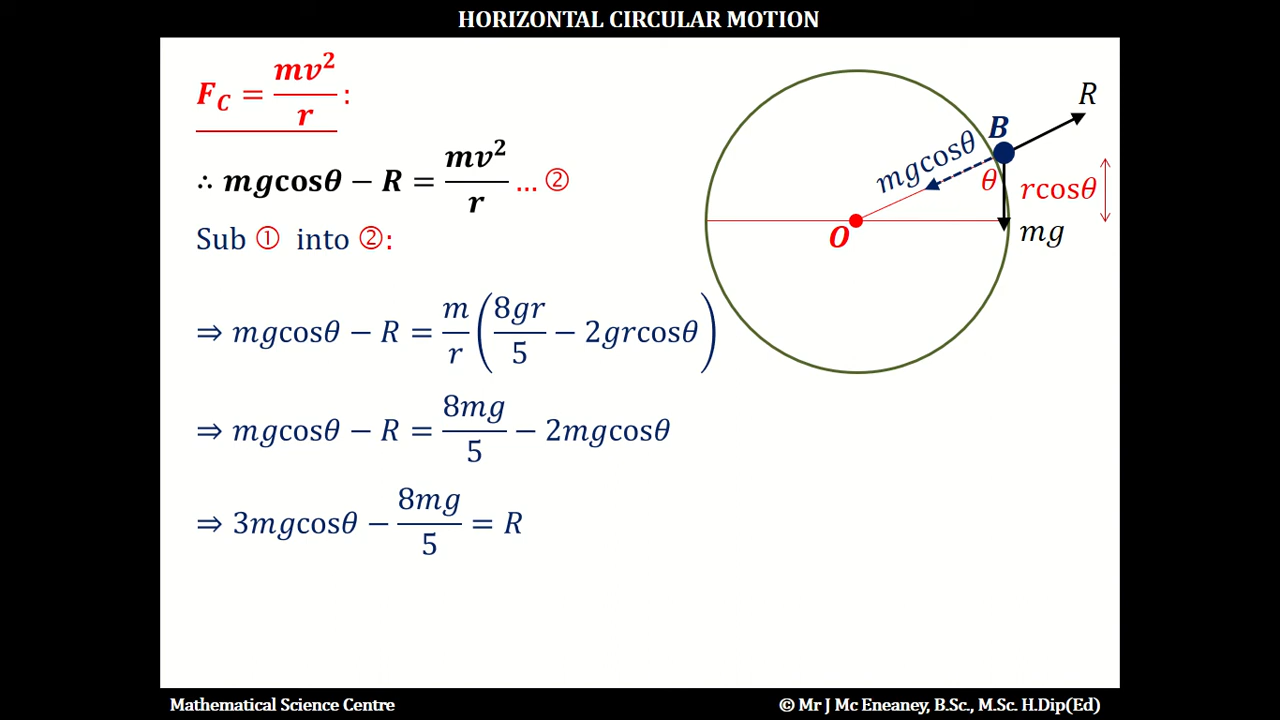 HORIZONTAL CIRCULAR MOTION
F_C = mv²/r :
∴ mgcosθ − R = mv²/r ... ②
Sub ① into ②:
⇒ mgcosθ − R = m/r (8gr/5 − 2grcosθ)
⇒ mgcosθ − R = 8mg/5 − 2mgcosθ
⇒ 3mgcosθ − 8mg/5 = R
R
B
mgcosθ
θ
rcosθ
O
mg
Mathematical Science Centre
© Mr J Mc Eneaney, B.Sc., M.Sc. H.Dip(Ed)